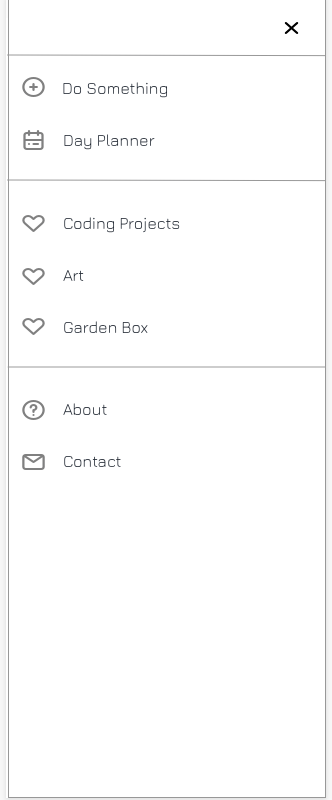 Do Something
Day Planner
Coding Projects
Art
Garden Box
About
Contact